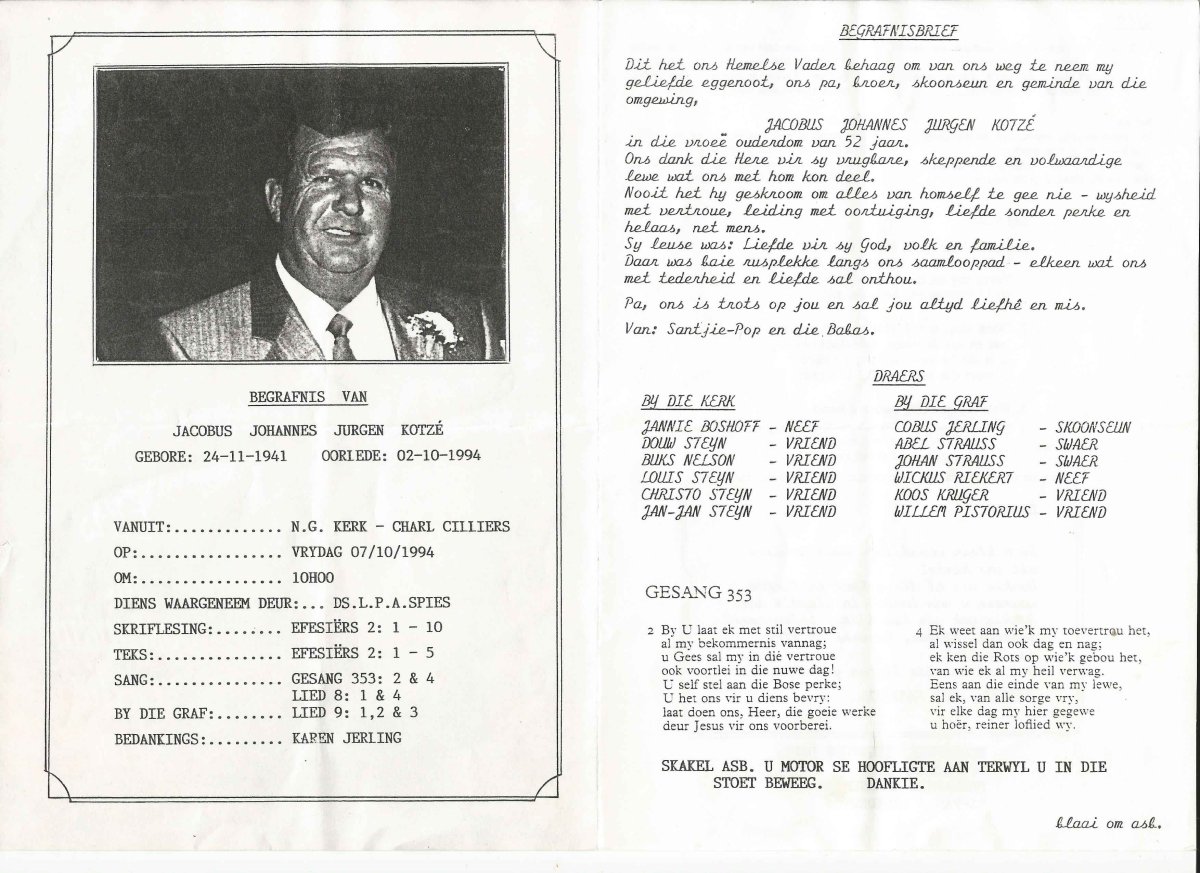 BEGRAFNIS VAN
JACOBUS JOHANNES JURGEN KOTZÉ
GEBORE: 24-11-1941 OORLEDE: 02-10-1994
VANUIT:............. N.G. KERK - CHARL CILLIERS
OP:................. VRYDAG 07/10/1994
OM:................. 10H00
DIENS WAARGENEEM DEUR:... DS.L.P.A.SPIES
SKRIFLESING:........ EFESIËRS 2: 1 - 10
TEKS:............... EFESIËRS 2: 1 - 5
SANG:............... GESANG 353: 2 & 4
LIED 8: 1 & 4
BY DIE GRAF:........ LIED 9: 1,2 & 3
BEDANKINGS:......... KAREN JERLING
BEGRAFNISBRIEF
Dit het ons Hemelse Vader behaag om van ons weg te neem my
geliefde eggenoot, ons pa, broer, skoonseun en geminde van die
omgewing,
JACOBUS JOHANNES JURGEN KOTZÉ
in die vroeë ouderdom van 52 jaar.
Ons dank die Here vir sy vrugbare, skeppende en volwaardige
lewe wat ons met hom kon deel.
Nooit het hy geskroom om alles van homself te gee nie - wysheid
met vertroue, leiding met oortuiging, liefde sonder perke en
helaas, net mens.
Sy leuse was: Liefde vir sy God, volk en familie.
Daar was baie rusplekke langs ons saamlooppad - elkeen wat ons
met tederheid en liefde sal onthou.
Pa, ons is trots op jou en sal jou altyd liefhê en mis.
Van: Santjie-Pop en die Babas.
DRAERS
BY DIE KERK
JANNIE BOSHOFF - NEEF
DOUW STEYN - VRIEND
BUKS NELSON - VRIEND
LOUIS STEYN - VRIEND
CHRISTO STEYN - VRIEND
JAN-JAN STEYN - VRIEND
BY DIE GRAF
COBUS JERLING - SKOONSEUN
ABEL STRAUSS - SWAER
JOHAN STRAUSS - SWAER
WICKUS RIEKERT - NEEF
KOOS KRUGER - VRIEND
WILLEM PISTORIUS - VRIEND
GESANG 353
2 By U laat ek met stil vertroue
al my bekommernis vannag;
u Gees sal my in dié vertroue
ook voortlei in die nuwe dag!
U self stel aan die Bose perke;
U het ons vir u diens bevry:
laat doen ons, Heer, die goeie werke
deur Jesus vir ons voorberei.
4 Ek weet aan wie'k my toevertrou het,
al wissel dan ook dag en nag;
ek ken die Rots op wie'k gebou het,
van wie ek al my heil verwag.
Eens aan die einde van my lewe,
sal ek, van alle sorge vry,
vir elke dag my hier gegewe
u hoër, reiner loflied wy.
SKAKEL ASB. U MOTOR SE HOOFLIGTE AAN TERWYL U IN DIE
STOET BEWEEG. DANKIE.
blaai om asb.